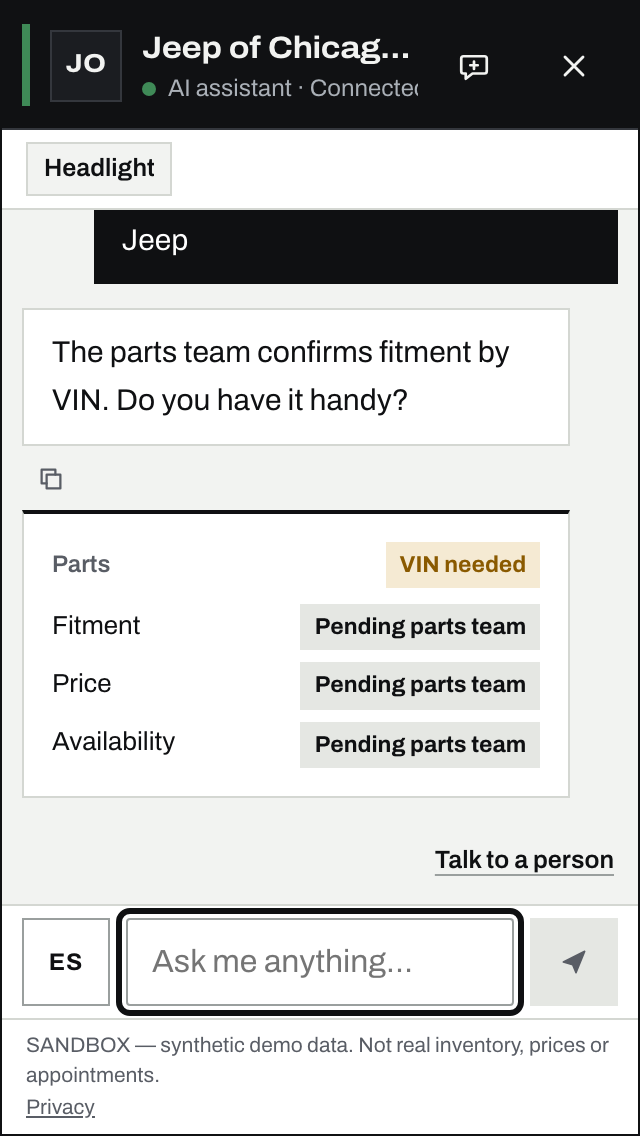 JO
Jeep of Chicag...
AI assistant · Connected
Headlight
Jeep
The parts team confirms fitment by
VIN. Do you have it handy?
Parts
VIN needed
Fitment
Pending parts team
Price
Pending parts team
Availability
Pending parts team
Talk to a person
ES
Ask me anything...
SANDBOX — synthetic demo data. Not real inventory, prices or
appointments.
Privacy